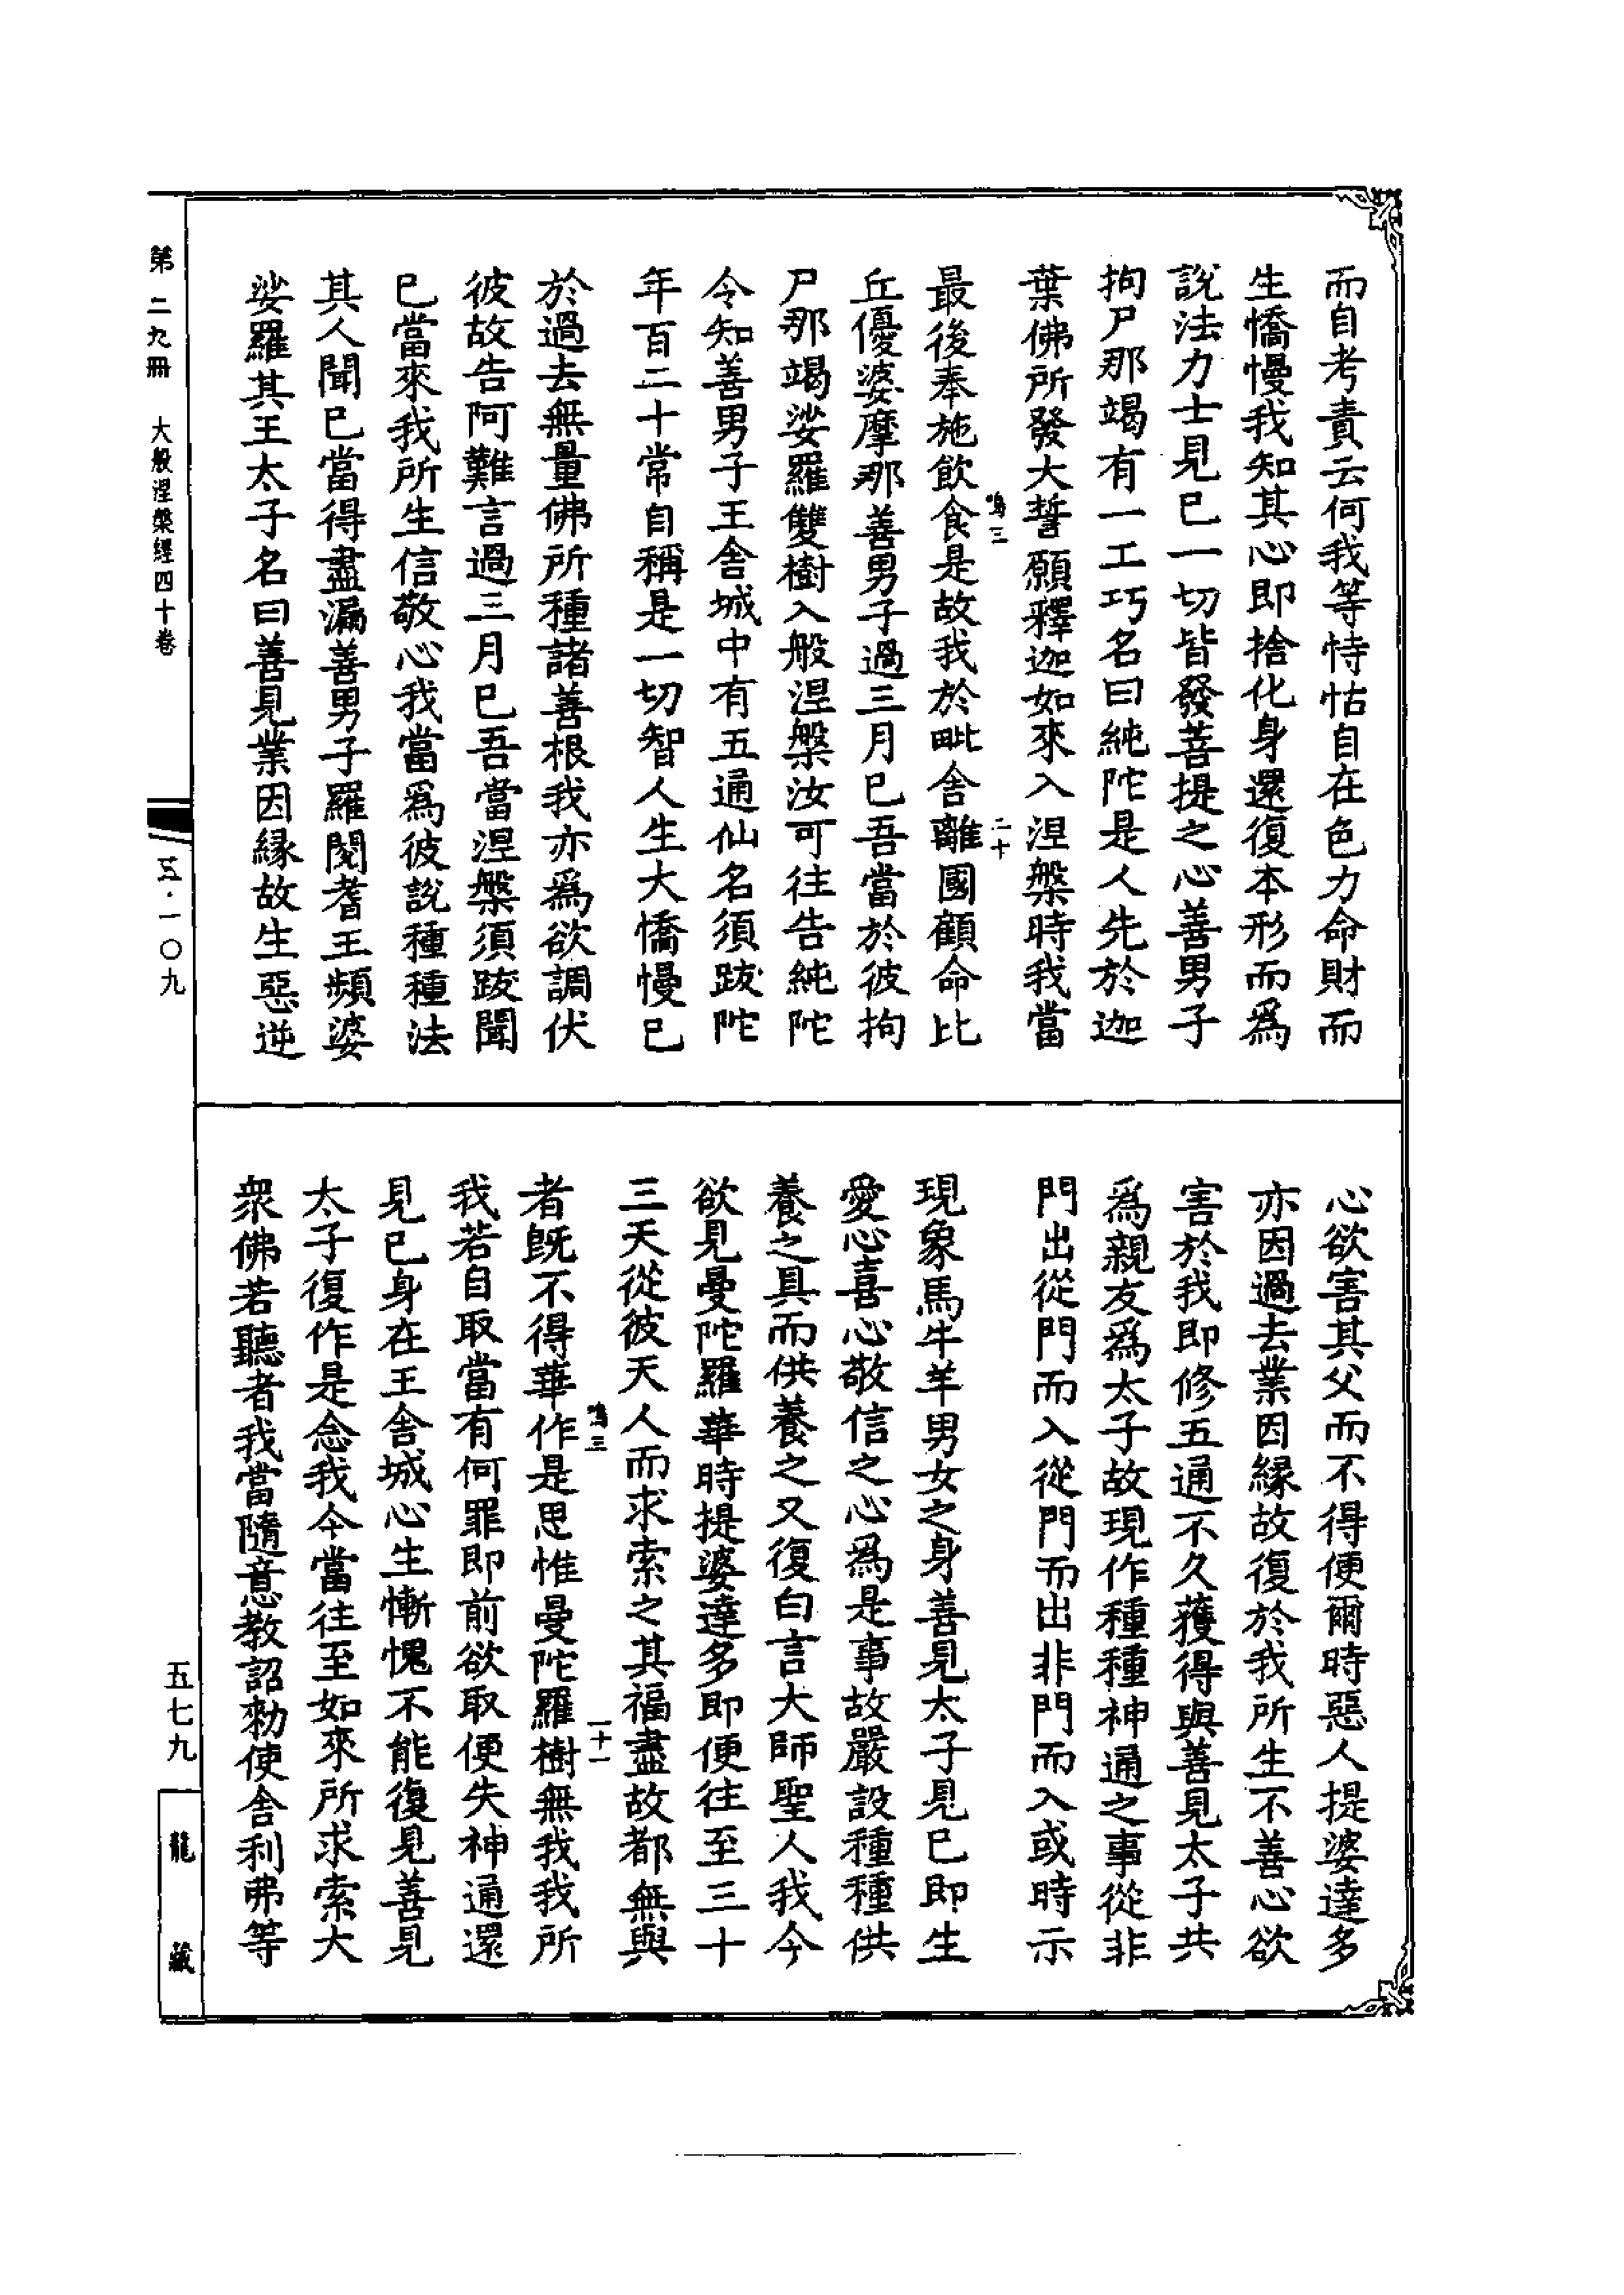 而自考責云何我等恃怙自在色力命財而
生憍慢我知其心即捨化身還復本形而爲
說法力士見已一切皆發菩提之心善男子
拘尸那竭有一工巧名曰純陀是人先於迦
葉佛所發大誓願釋迦如來入涅槃時我當
鳴三
二十
最後奉施飲食是故我於毗舍離國顧命比
丘優婆摩那善男子過三月已吾當於彼拘
尸那竭娑羅雙樹入般涅槃汝可往告純陀
令知善男子王舍城中有五通仙名須跋陀
年百二十常自稱是一切智人生大憍慢已
於過去無量佛所種諸善根我亦爲欲調伏
彼故告阿難言過三月已吾當涅槃須跋聞
已當來我所生信敬心我當爲彼說種種法
其人聞已當得盡漏善男子羅閱耆王頻婆
娑羅其王太子名曰善見業因緣故生惡逆
心欲害其父而不得便爾時惡人提婆達多
亦因過去業因緣故復於我所生不善心欲
害於我即修五通不久獲得與善見太子共
爲親友爲太子故現作種種神通之事從非
門出從門而入從門而出非門而入或時示
現象馬牛羊男女之身善見太子見已即生
愛心喜心敬信之心爲是事故嚴設種種供
養之具而供養之又復白言大師聖人我今
欲見曼陀羅華時提婆達多即便往至三十
三天從彼天人而求索之其福盡故都無與
鳴三
二十一
者旣不得華作是思惟曼陀羅樹無我我所
我若自取當有何罪即前欲取便失神通還
見已身在王舍城心生慚愧不能復見善見
太子復作是念我今當往至如來所求索大
衆佛若聽者我當隨意教詔勑使舍利弗等
第二九冊 大般涅槃經四十卷
三·一〇九
五七九
龍藏